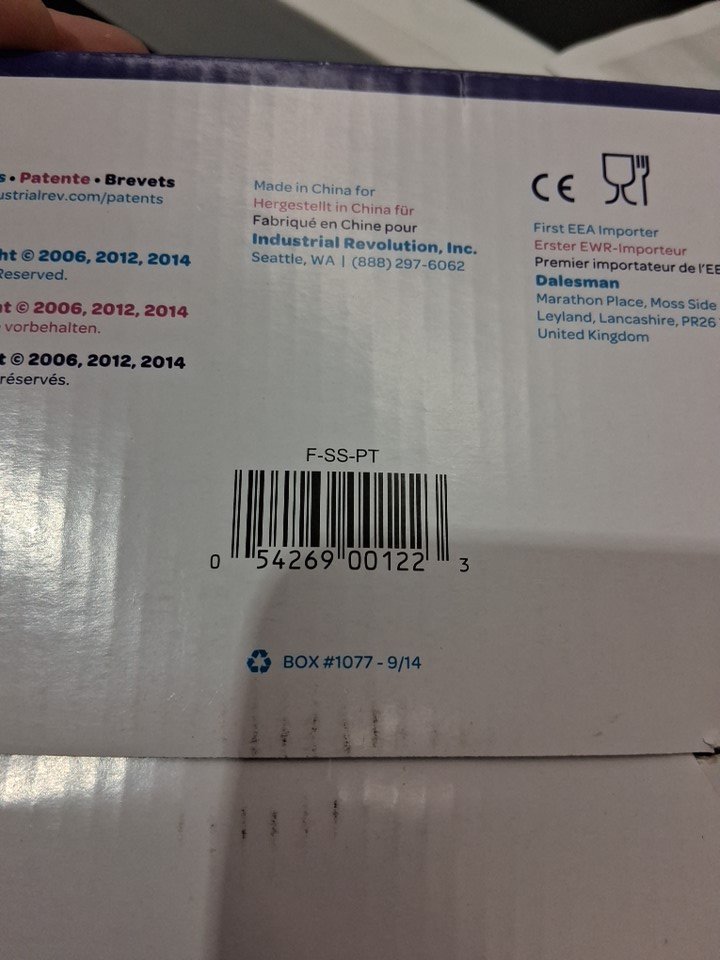 s • Patente • Brevets
ustrialrev.com/patents
ht © 2006, 2012, 2014
Reserved.
ht © 2006, 2012, 2014
vorbehalten.
t © 2006, 2012, 2014
réservés.
Made in China for
Hergestellt in China für
Fabriqué en Chine pour
Industrial Revolution, Inc.
Seattle, WA | (888) 297-6062
CE
First EEA Importer
Erster EWR-Importeur
Premier importateur de l'EE
Dalesman
Marathon Place, Moss Side
Leyland, Lancashire, PR26
United Kingdom
F-SS-PT
0 54269 00122 3
BOX #1077 - 9/14